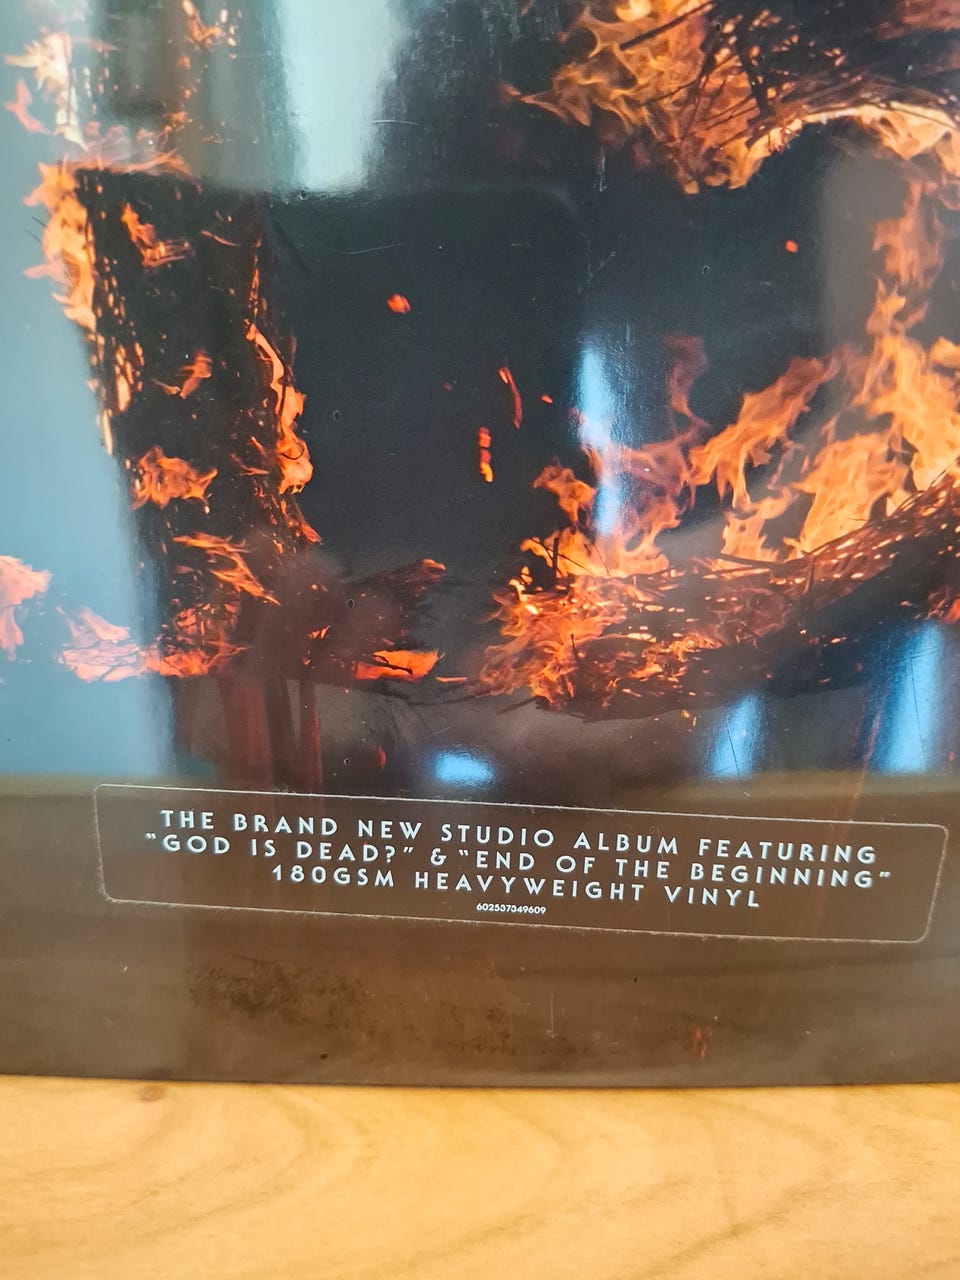 THE BRAND NEW STUDIO ALBUM FEATURING
"GOD IS DEAD?" & "END OF THE BEGINNING"
180GSM HEAVYWEIGHT VINYL
602537349609